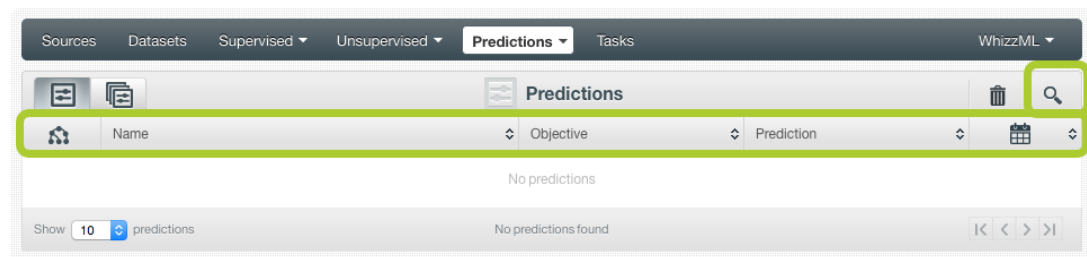 Sources Datasets Supervised Unsupervised Predictions Tasks WhizzML
Predictions
Name Objective Prediction
No predictions
Show 10 predictions No predictions found